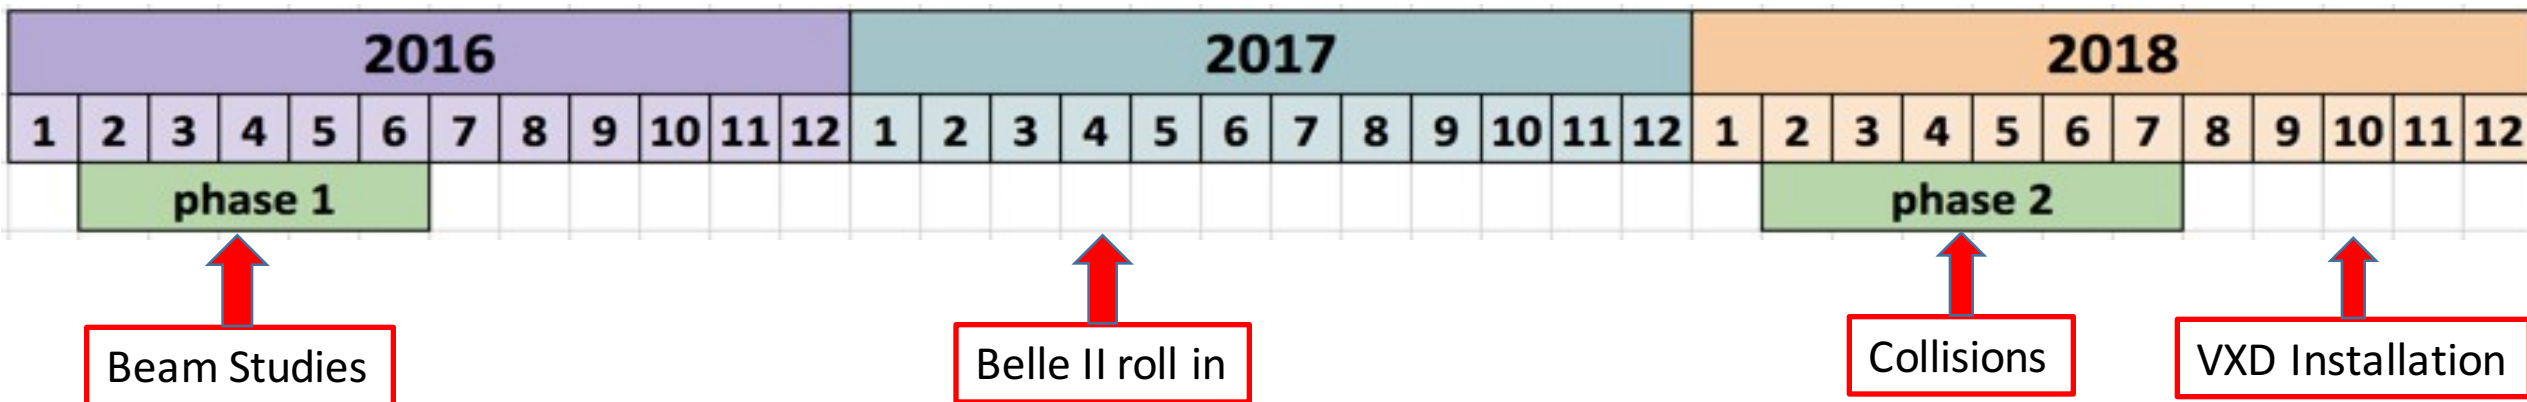 2016 2017 2018
1 2 3 4 5 6 7 8 9 10 11 12 1 2 3 4 5 6 7 8 9 10 11 12 1 2 3 4 5 6 7 8 9 10 11 12
phase 1 phase 2
Beam Studies Belle II roll in Collisions VXD Installation